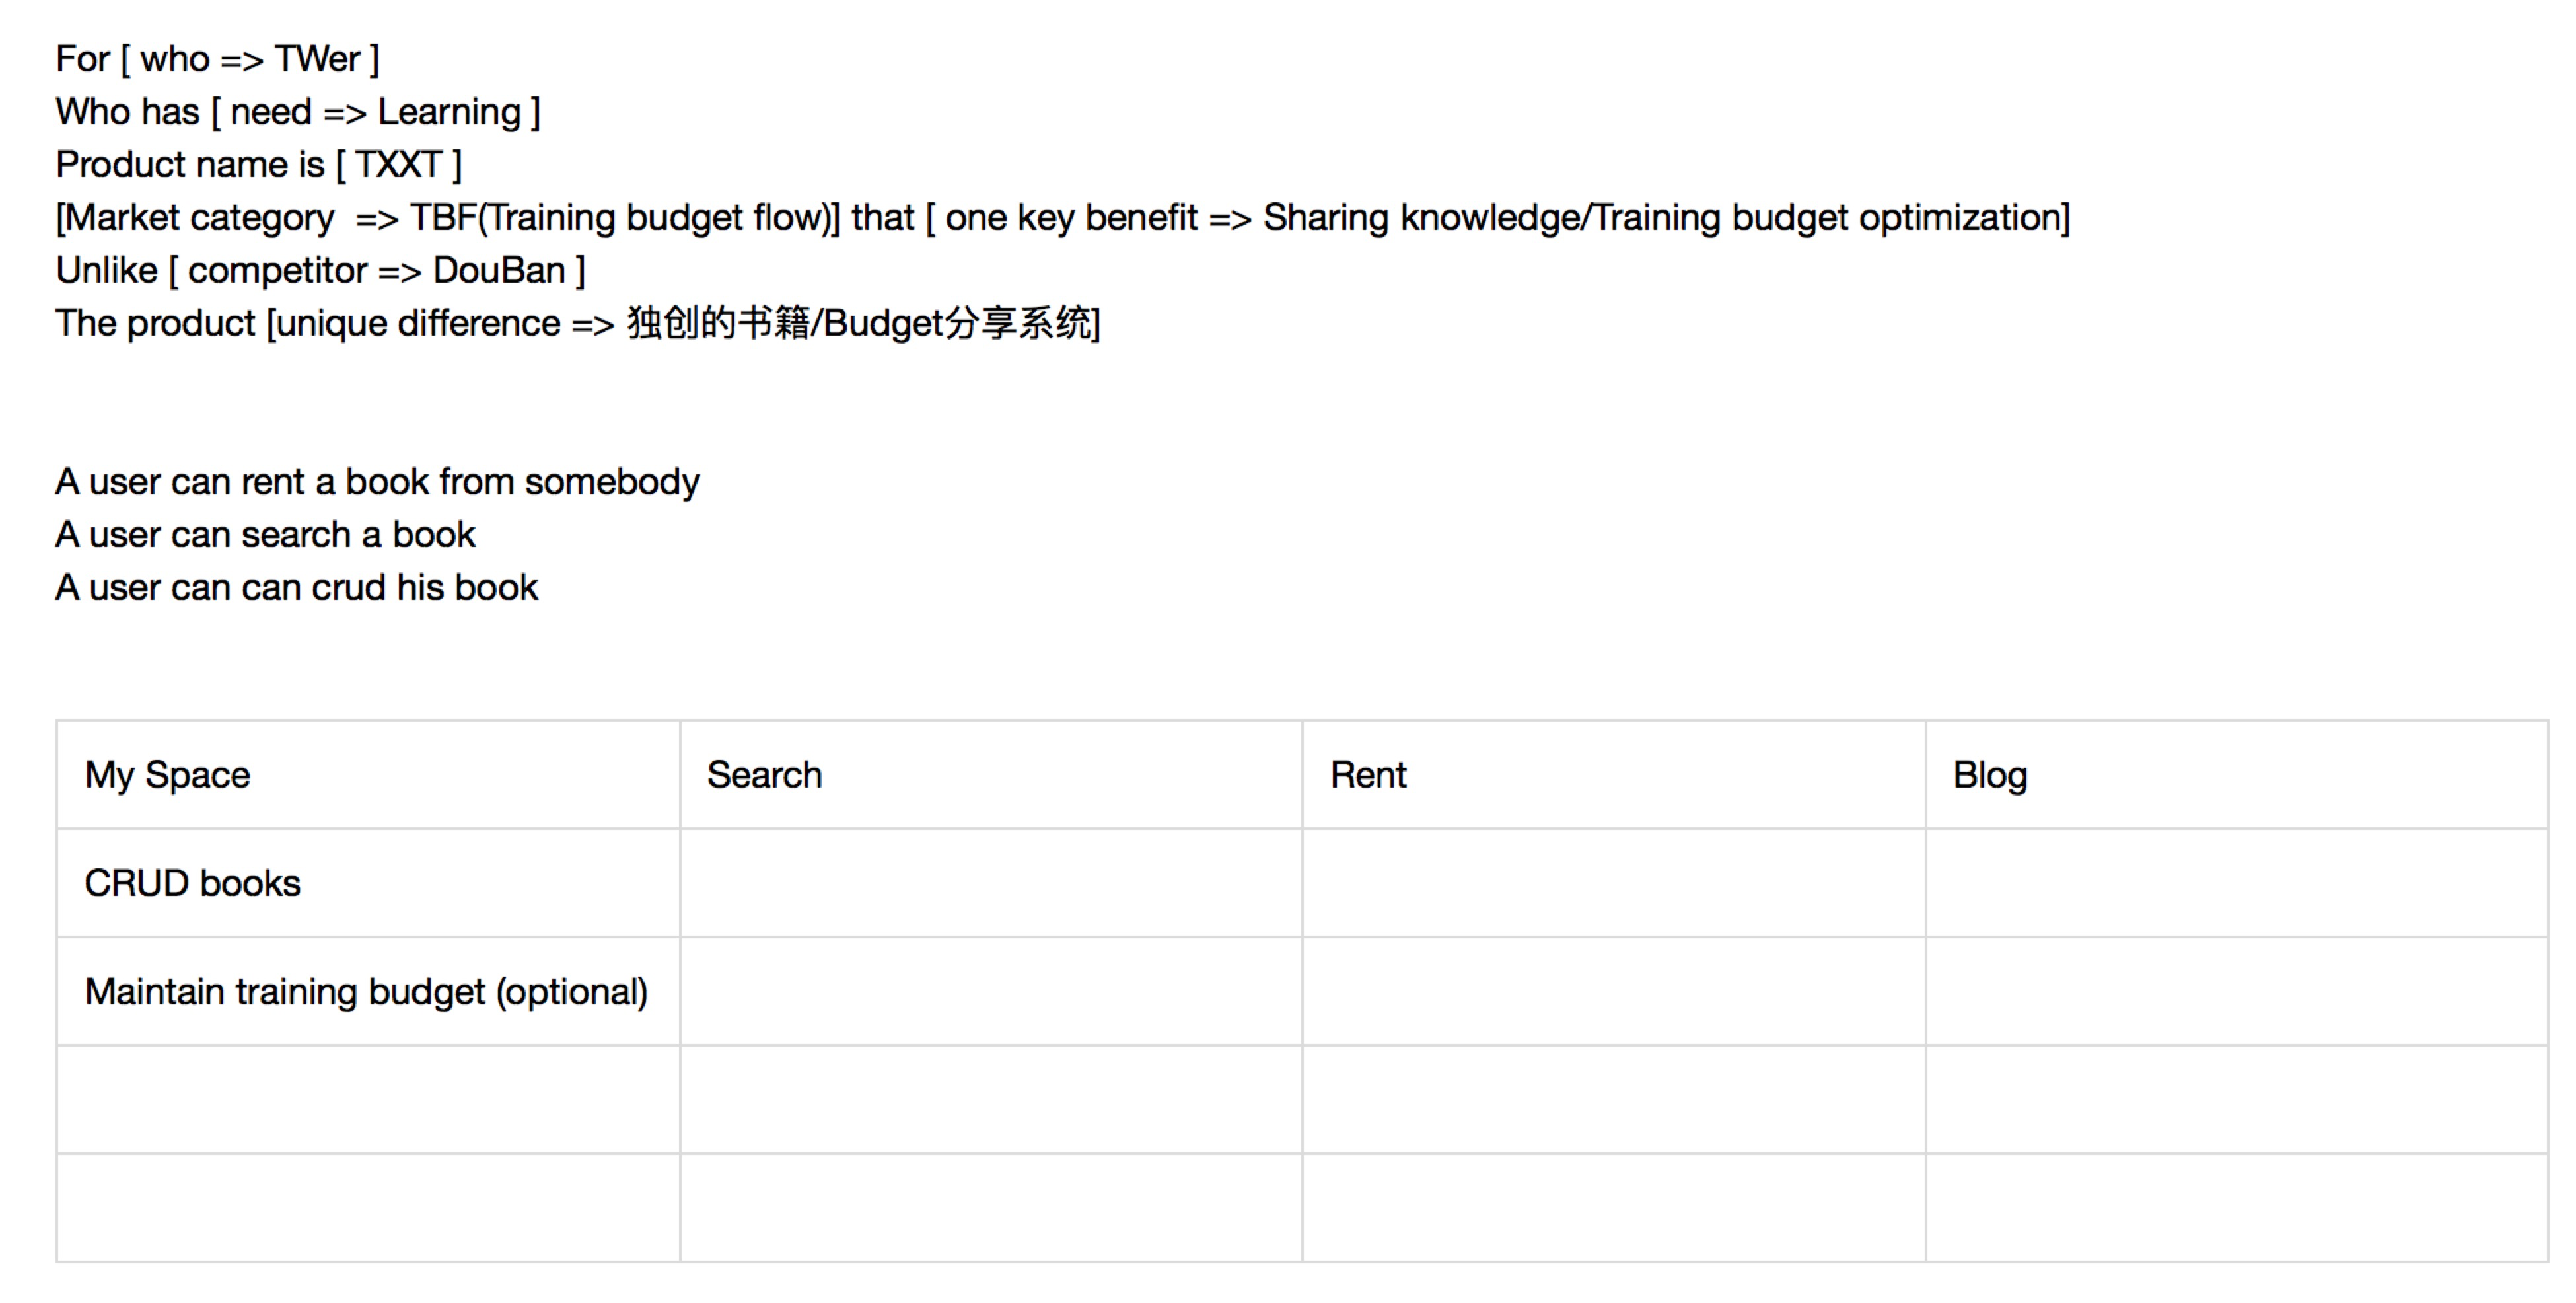 For [ who => TWer ]
Who has [ need => Learning ]
Product name is [ TXXT ]
[Market category  => TBF(Training budget flow)] that [ one key benefit => Sharing knowledge/Training budget optimization]
Unlike [ competitor => DouBan ]
The product [unique difference => 独创的书籍/Budget分享系统]
A user can rent a book from somebody
A user can search a book
A user can can crud his book
My Space Search Rent Blog
CRUD books
Maintain training budget (optional)